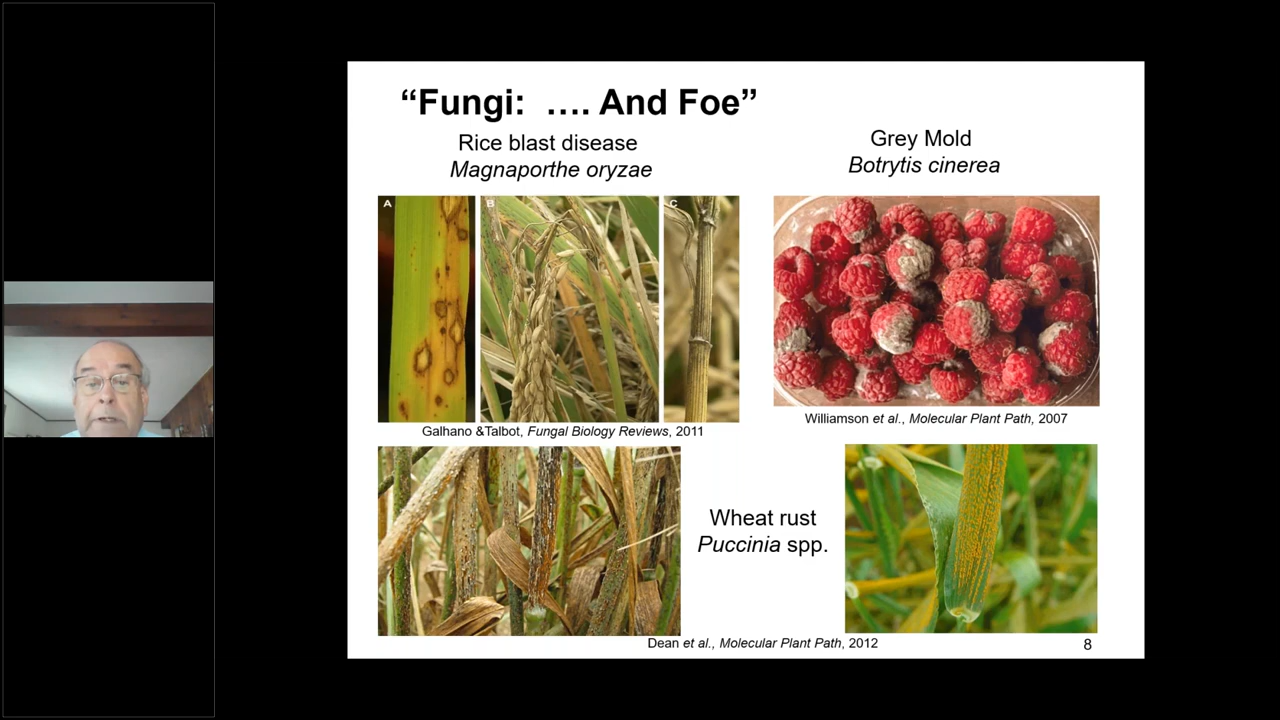 “Fungi: .... And Foe”
Rice blast disease
Magnaporthe oryzae
Grey Mold
Botrytis cinerea
A
B
C
Galhano &Talbot, Fungal Biology Reviews, 2011
Williamson et al., Molecular Plant Path, 2007
Wheat rust
Puccinia spp.
Dean et al., Molecular Plant Path, 2012
8